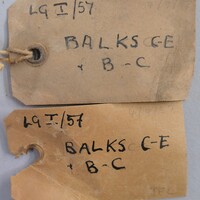 LG I/57
BALKS C-E
+ B-C
LG I/57
BALKS C-E
+ B-C